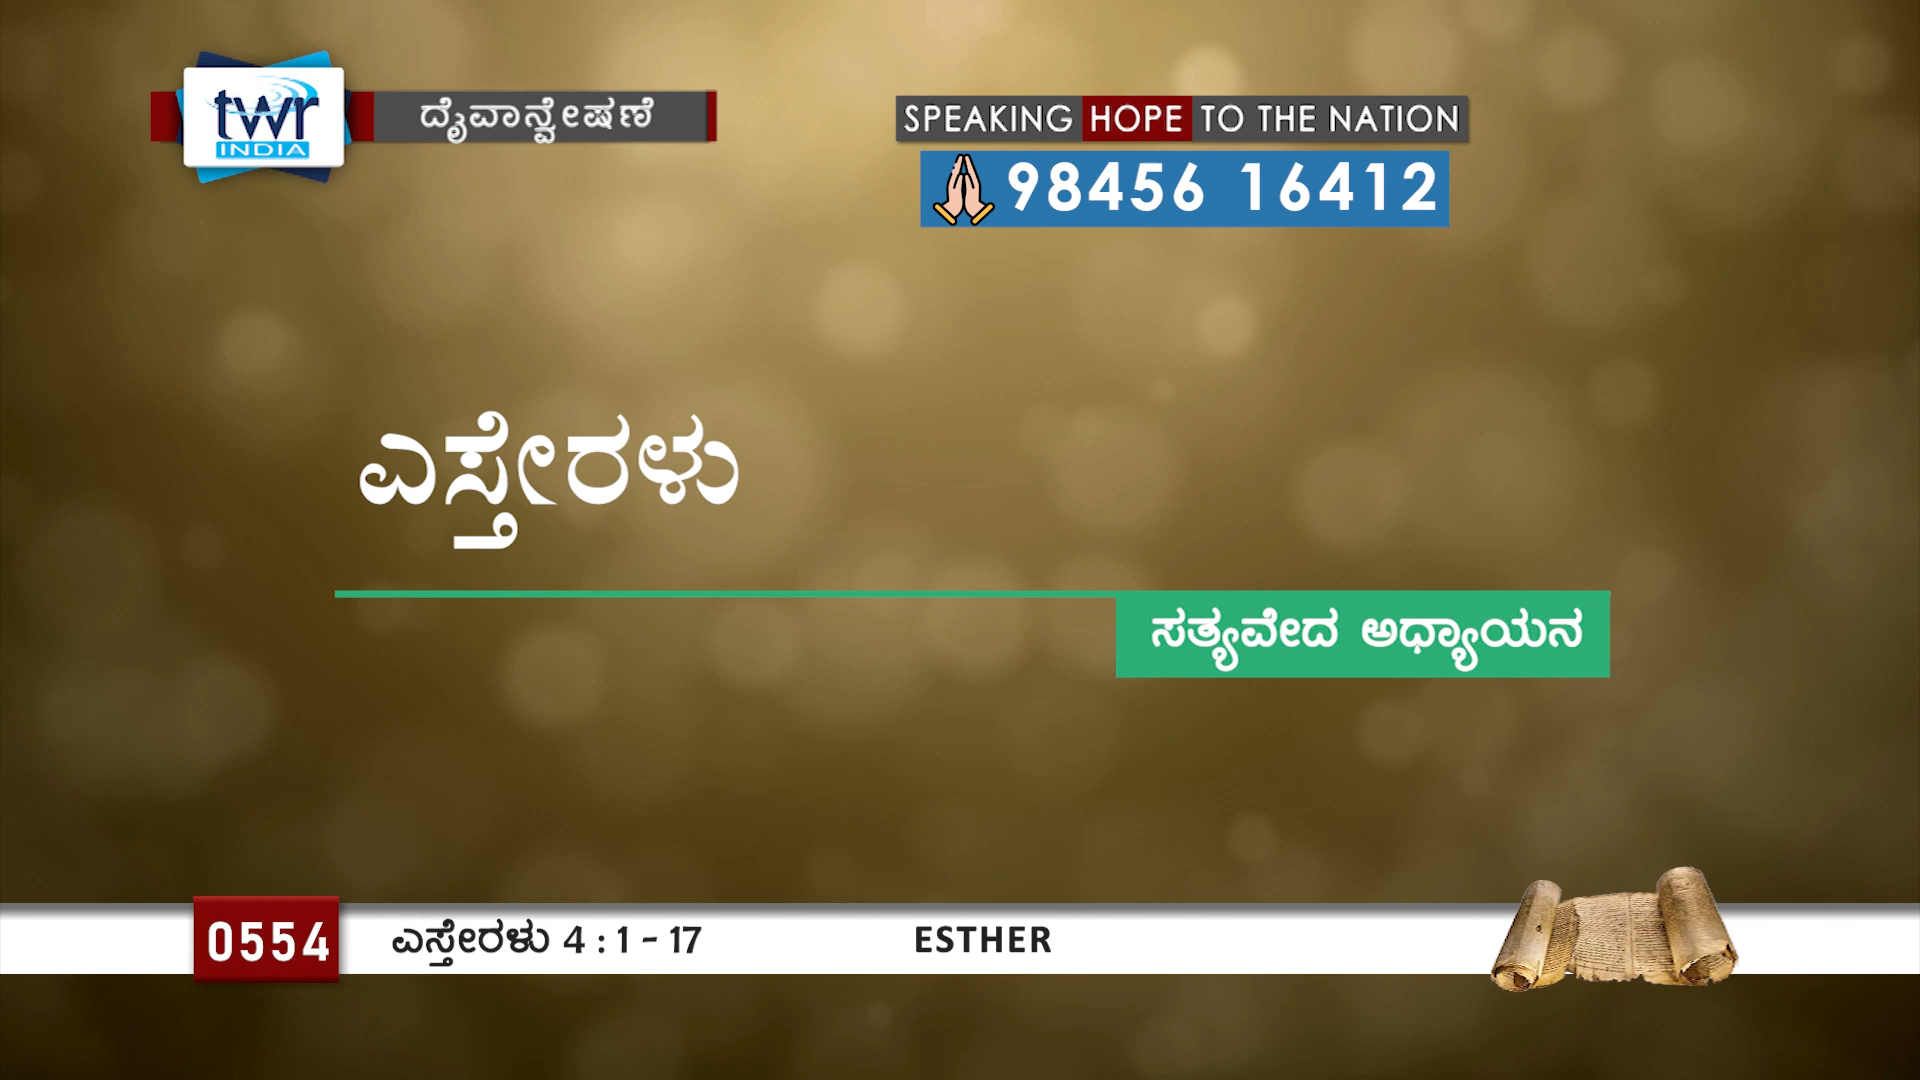 twr
INDIA
ದೈವಾನ್ವೇಷಣೆ
SPEAKING HOPE TO THE NATION
98456 16412
ಎಸ್ತೇರಳು
ಸತ್ಯವೇದ ಅಧ್ಯಾಯನ
0554
ಎಸ್ತೇರಳು 4 : 1 - 17
ESTHER